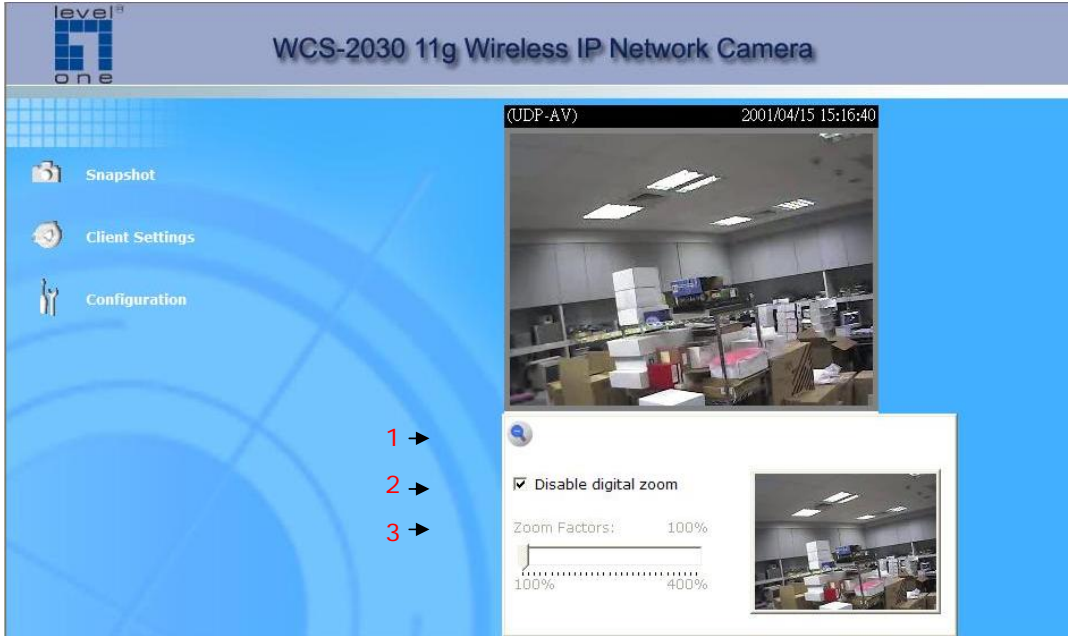 level®
one
WCS-2030 11g Wireless IP Network Camera
(UDP-AV) 2001/04/15 15:16:40
Snapshot
Client Settings
Configuration
1
2 Disable digital zoom
3 Zoom Factors: 100%
100% 400%